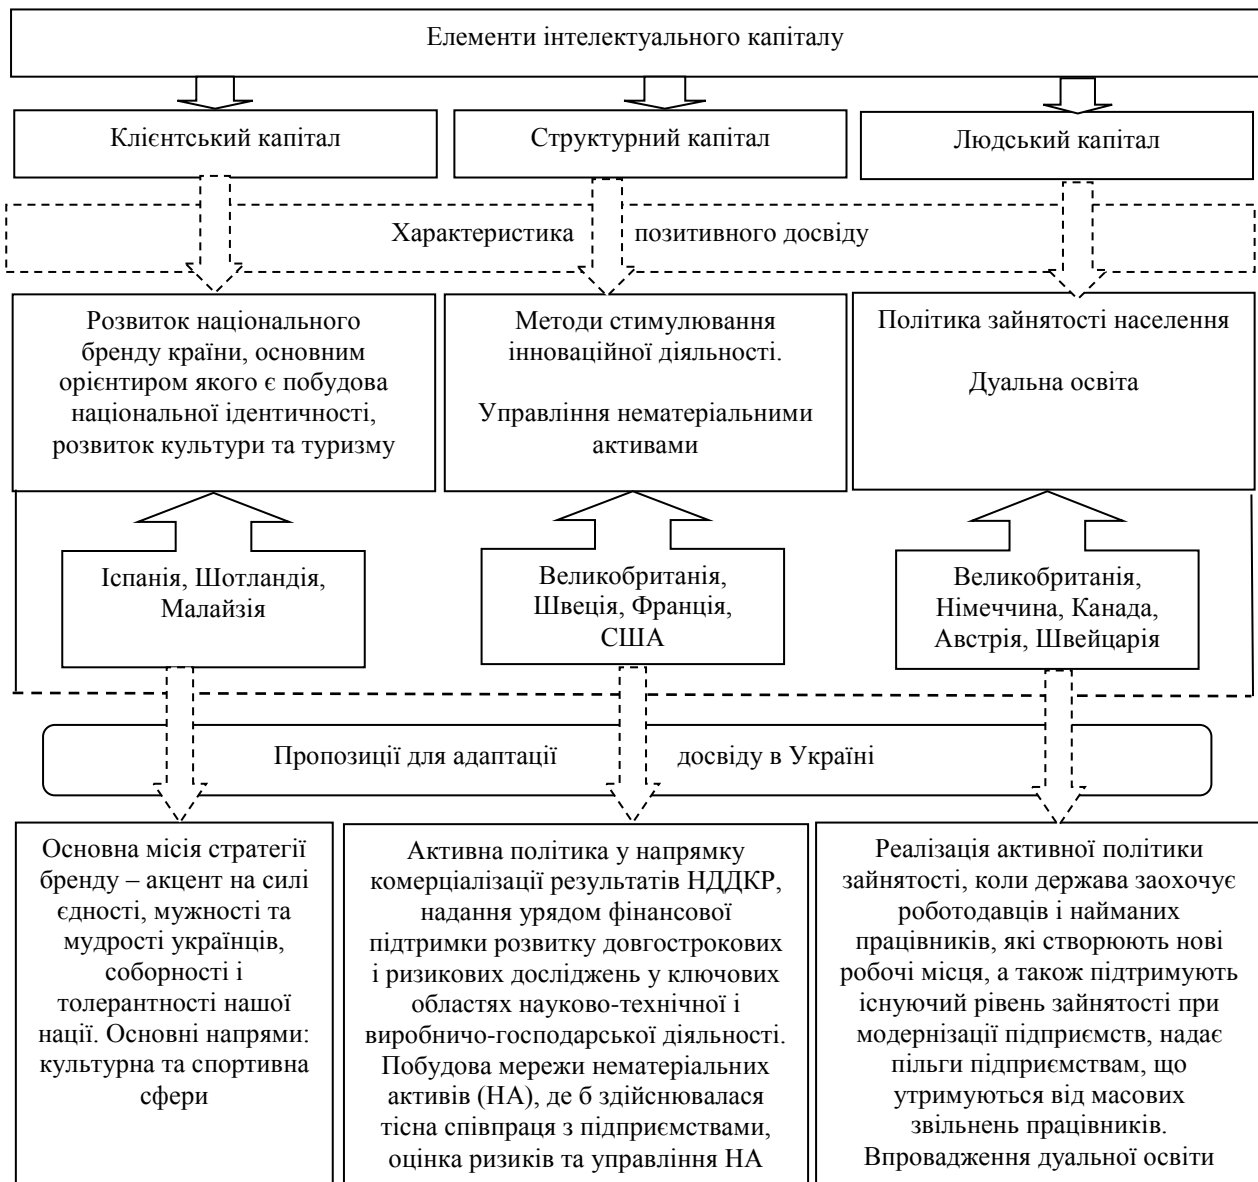 Елементи інтелектуального капіталу
Клієнтський капітал
Структурний капітал
Людський капітал
Характеристика позитивного досвіду
Розвиток національного
бренду країни, основним
орієнтиром якого є побудова
національної ідентичності,
розвиток культури та туризму
Методи стимулювання
інноваційної діяльності.
Управління нематеріальними
активами
Політика зайнятості населення
Дуальна освіта
Іспанія, Шотландія,
Малайзія
Великобританія,
Швеція, Франція,
США
Великобританія,
Німеччина, Канада,
Австрія, Швейцарія
Пропозиції для адаптації досвіду в Україні
Основна місія стратегії
бренду – акцент на силі
єдності, мужності та
мудрості українців,
соборності і
толерантності нашої
нації. Основні напрями:
культурна та спортивна
сфери
Активна політика у напрямку
комерціалізації результатів НДДКР,
надання урядом фінансової
підтримки розвитку довгострокових
і ризикових досліджень у ключових
областях науково-технічної і
виробничо-господарської діяльності.
Побудова мережи нематеріальних
активів (НА), де б здійснювалася
тісна співпраця з підприємствами,
оцінка ризиків та управління НА
Реалізація активної політики
зайнятості, коли держава заохочує
роботодавців і найманих
працівників, які створюють нові
робочі місця, а також підтримують
існуючий рівень зайнятості при
модернізації підприємств, надає
пільги підприємствам, що
утримуються від масових
звільнень працівників.
Впровадження дуальної освіти